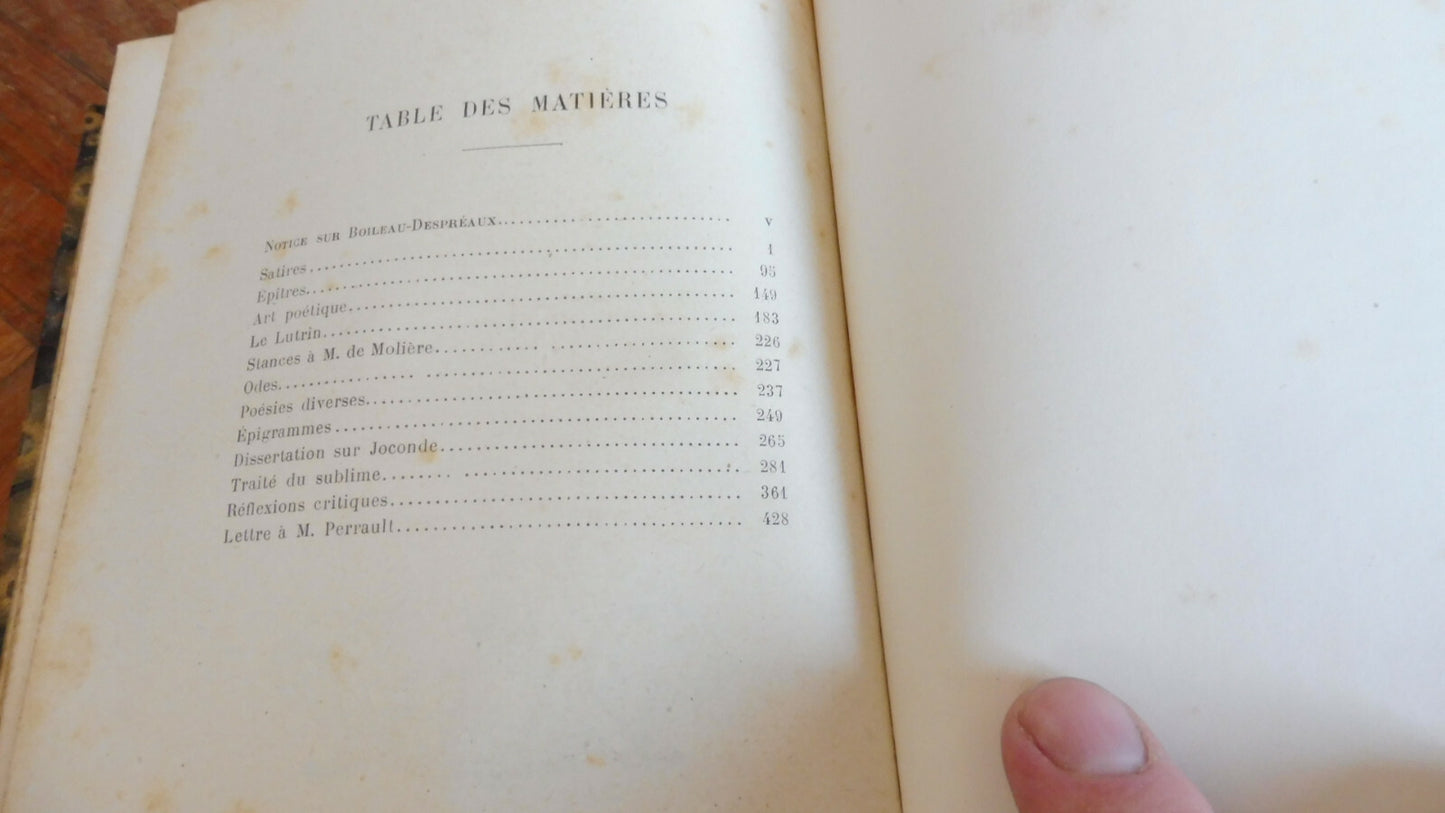 TABLE DES MATIÈRES
NOTICE SUR BOILEAU-DESPRÉAUX........................... v
Satires................................................ 1
Epîtres................................................ 95
Art poétique........................................... 149
Le Lutrin.............................................. 183
Stances à M. de Molière................................ 226
Odes................................................... 227
Poésies diverses....................................... 237
Épigrammes............................................. 249
Dissertation sur Joconde............................... 265
Traité du sublime...................................... 281
Réflexions critiques................................... 361
Lettre à M. Perrault................................... 428